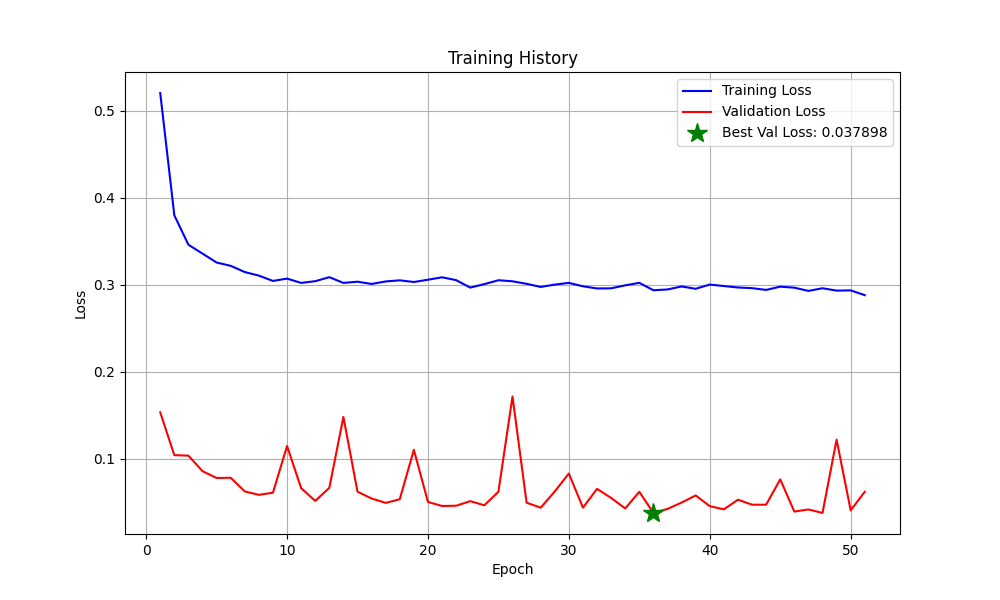 Training History
Training Loss
Validation Loss
Best Val Loss: 0.037898
Loss
0.5
0.4
0.3
0.2
0.1
0 10 20 30 40 50
Epoch